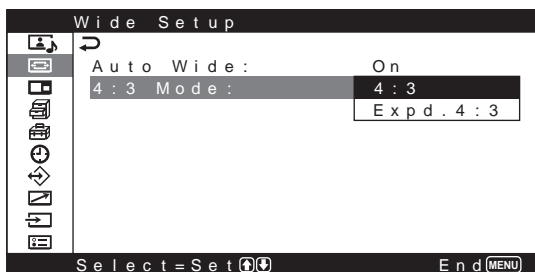 Wide Setup
Auto Wide: On
4:3 Mode: 4:3
Expd.4:3
Select=Set End MENU